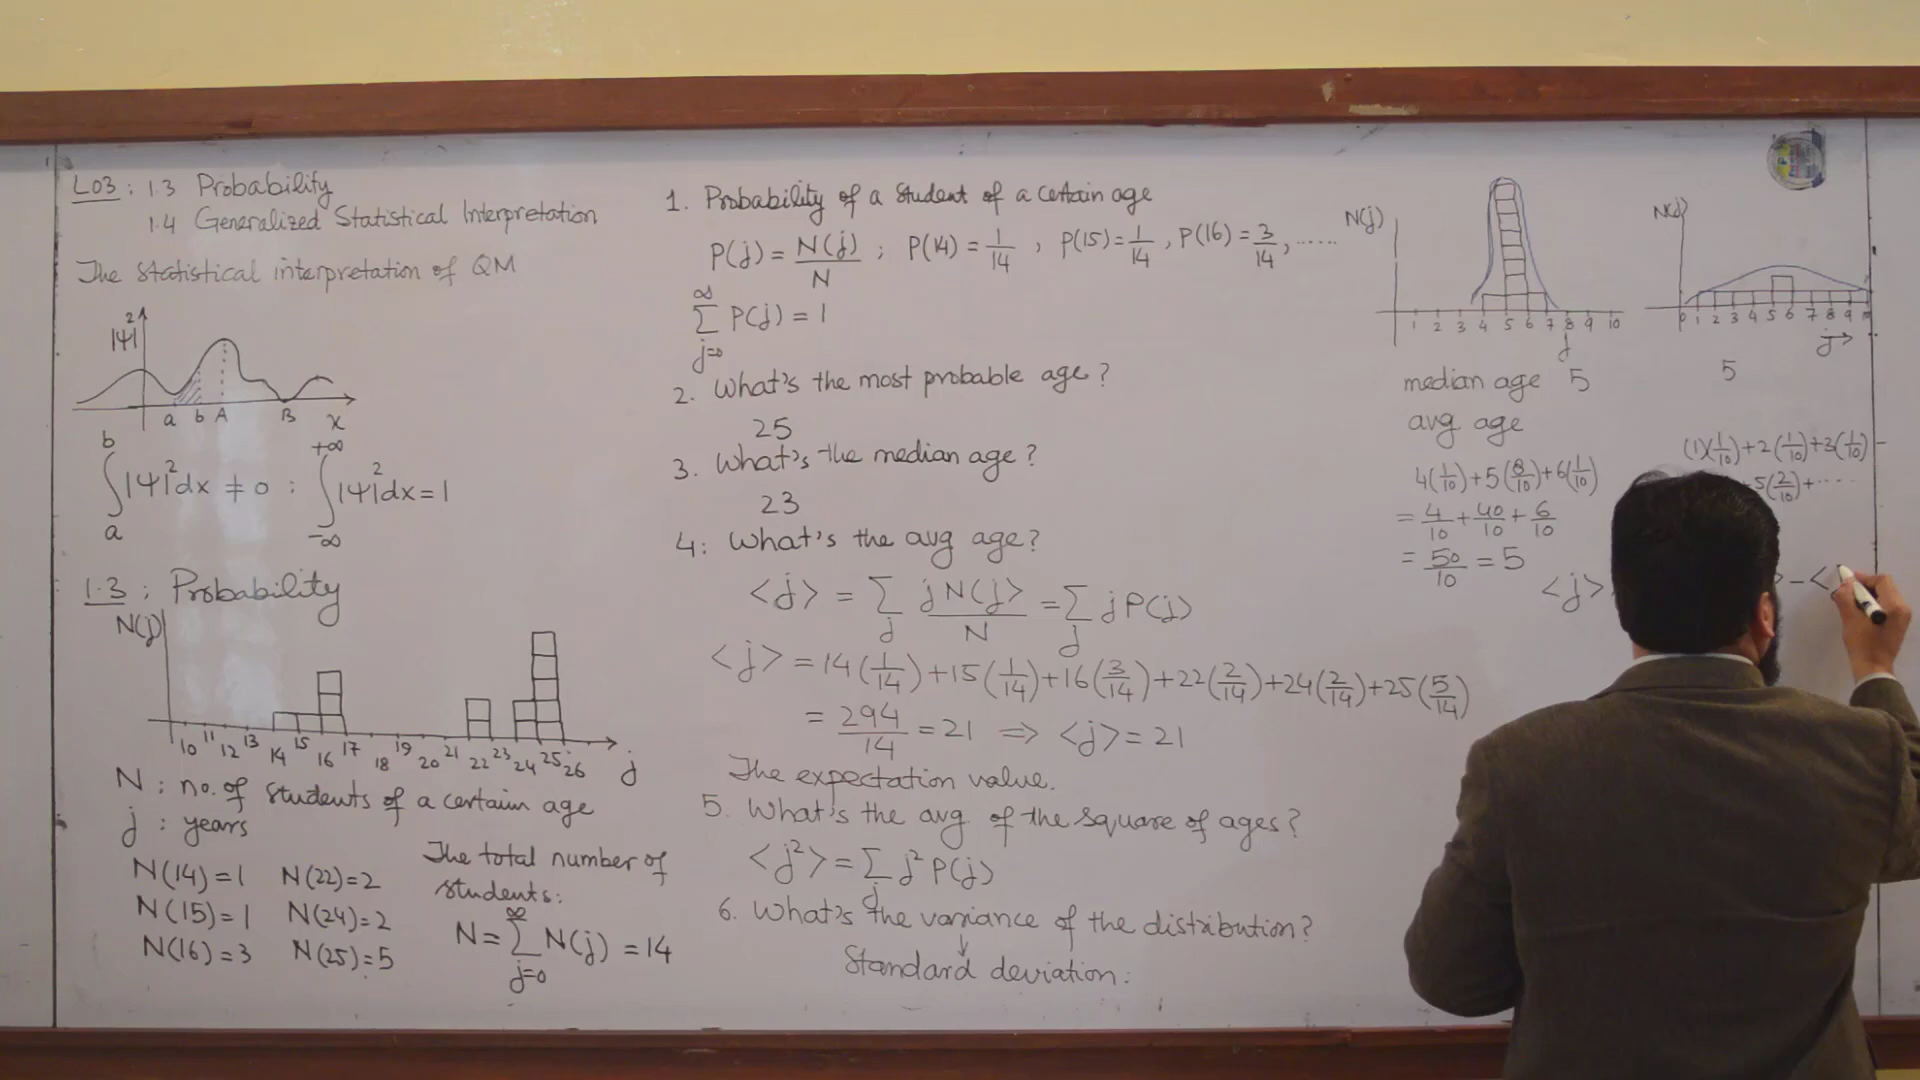 L03: 1.3 Probability
1.4 Generalized Statistical Interpretation
The statistical interpretation of QM
|Ψ|²
a b A B x
∫_a^b |Ψ|²dx ≠ 0 : ∫_{-∞}^{+∞} |Ψ|²dx = 1
1.3: Probability
N(j)
10 11 12 13 14 15 16 17 18 19 20 21 22 23 24 25 26 j
N: no. of students of a certain age
j: years
N(14)=1 N(22)=2
N(15)=1 N(24)=2
N(16)=3 N(25)=5
The total number of
students:
N=∑_{j=0}^{∞} N(j) = 14
1. Probability of a student of a certain age
P(j) = N(j)/N ; P(14) = 1/14 , P(15)=1/14 , P(16)=3/14, ......
∑_{j=0}^{∞} P(j) = 1
2. What's the most probable age?
25
3. What's the median age?
23
4: What's the avg age?
<j> = ∑_j jN(j)/N = ∑_j j P(j)
<j> = 14(1/14)+15(1/14)+16(3/14)+22(2/14)+24(2/14)+25(5/14)
= 294/14 = 21 ⇒ <j> = 21
The expectation value.
5. What's the avg of the square of ages?
<j²> = ∑_j j² P(j)
6. What's the variance of the distribution?
↓
Standard deviation:
N(j)
1 2 3 4 5 6 7 8 9 10
j
N(j)
0 1 2 3 4 5 6 7 8 9 10
j→
median age 5
5
avg age
4(1/10)+5(8/10)+6(1/10)
= 4/10 + 40/10 + 6/10
= 50/10 = 5
(1)(1/10)+2(1/10)+3(1/10)
5(2/10)+....
<j>
> - <